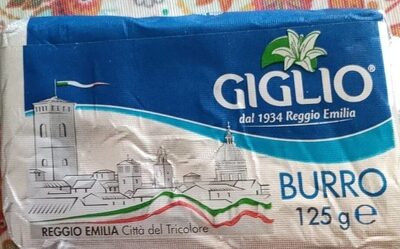 GIGLIO®
dal 1934 Reggio Emilia
BURRO
125 g e
REGGIO EMILIA Città del Tricolore